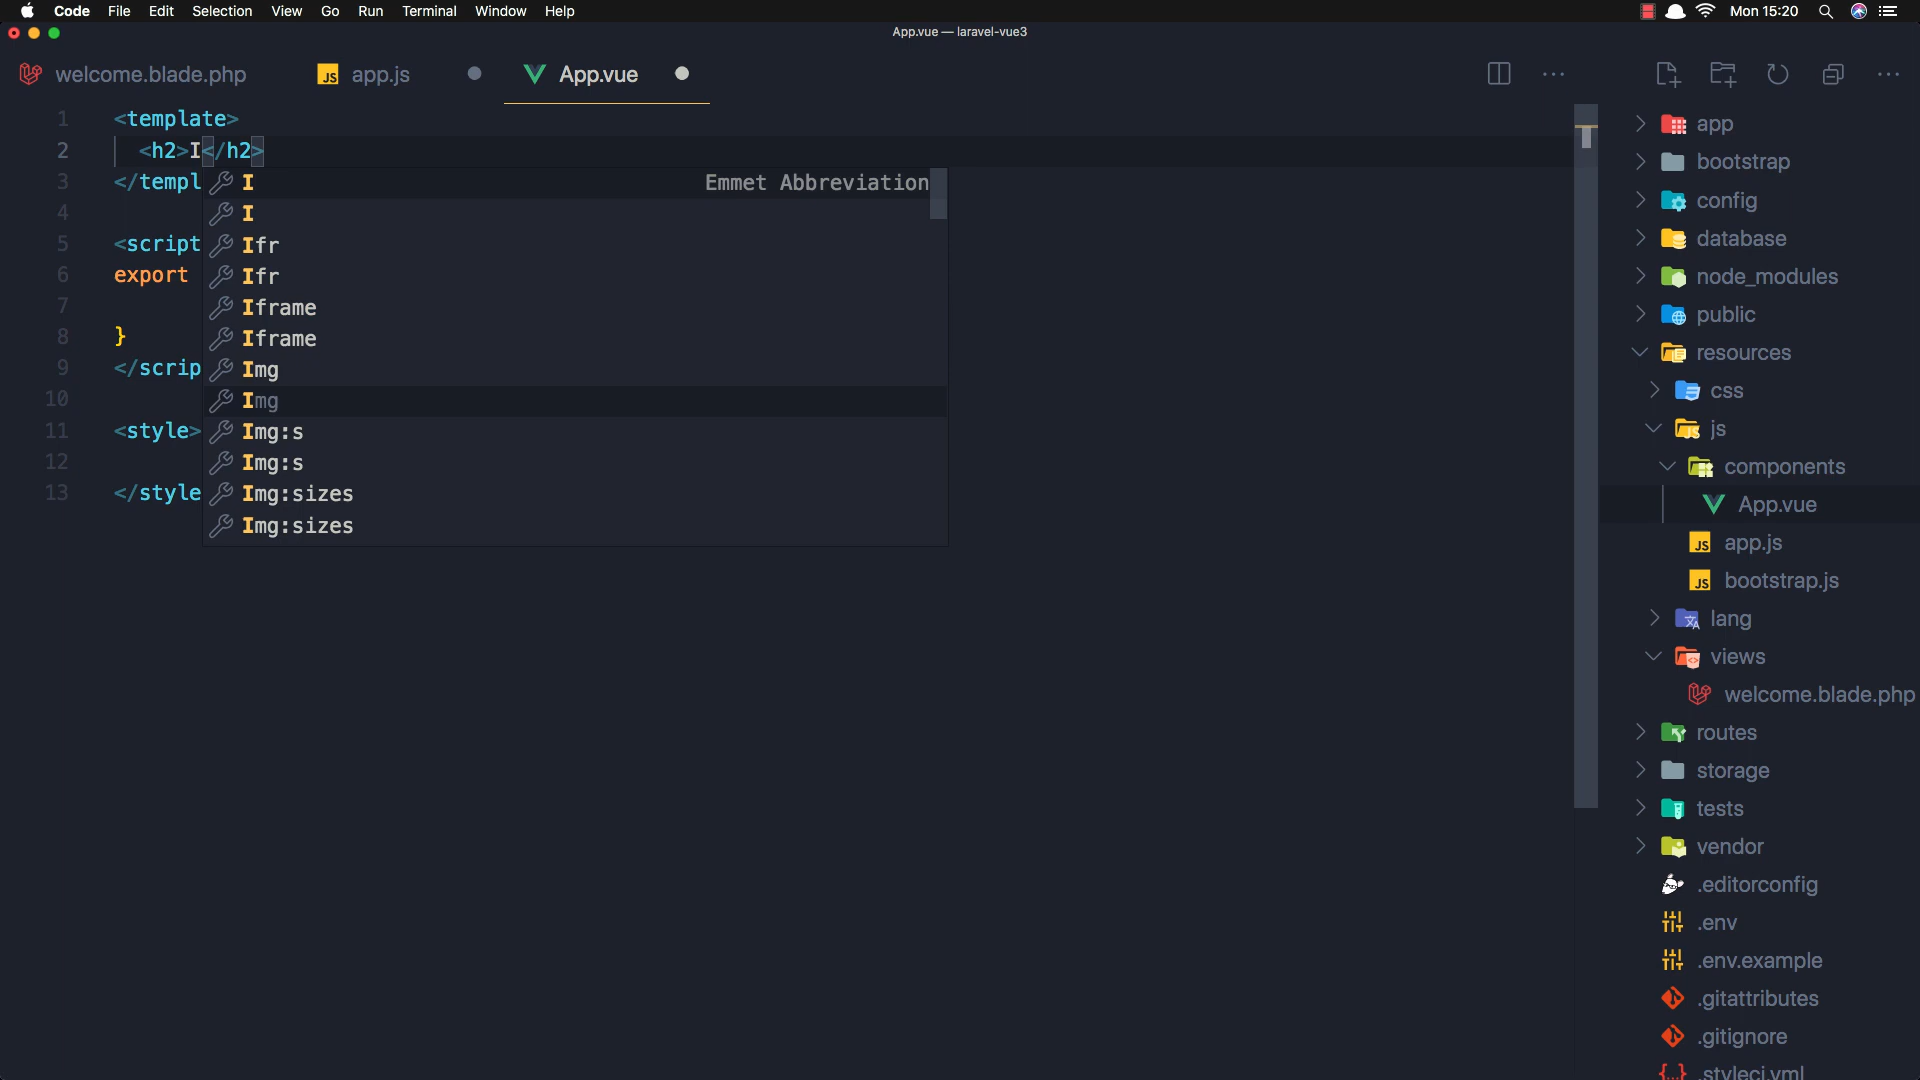 Code File Edit Selection View Go Run Terminal Window Help Mon 15:20
App.vue — laravel-vue3
welcome.blade.php app.js App.vue
1 <template>
2 <h2>I</h2>
3 </templ
4
5 <script
6 export
7
8 }
9 </scrip
10
11 <style>
12
13 </style
I Emmet Abbreviation
I
Ifr
Ifr
Iframe
Iframe
Img
Img
Img:s
Img:s
Img:sizes
Img:sizes
app
bootstrap
config
database
node_modules
public
resources
css
js
components
App.vue
app.js
bootstrap.js
lang
views
welcome.blade.php
routes
storage
tests
vendor
.editorconfig
.env
.env.example
.gitattributes
.gitignore
.styleci.yml